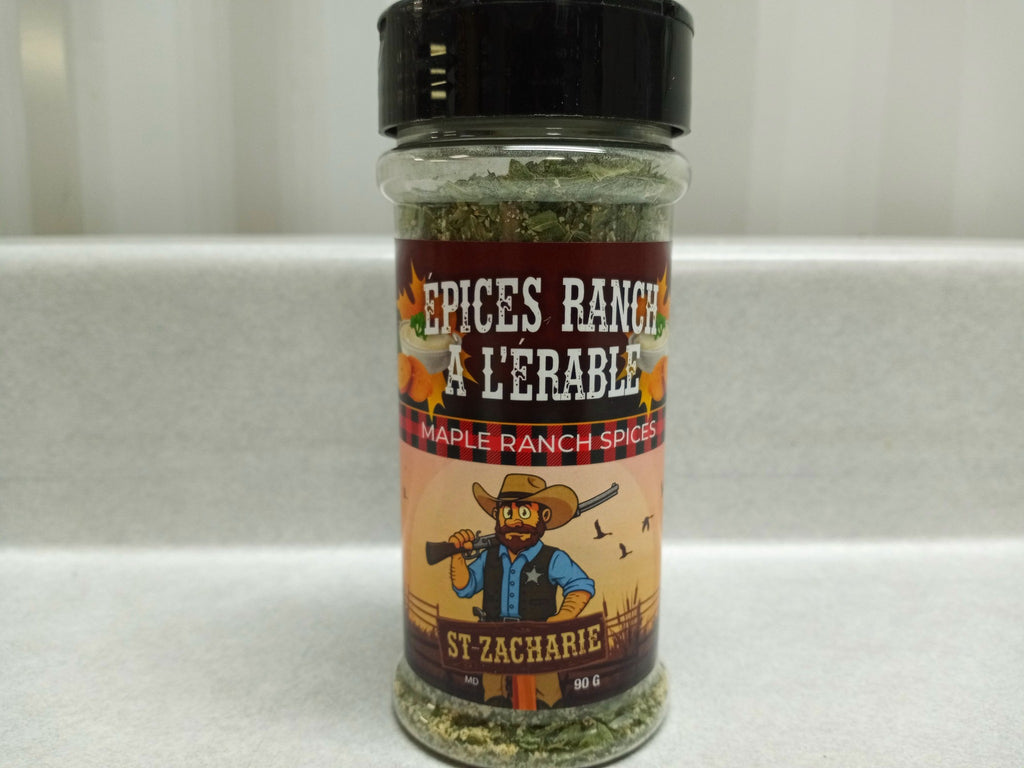 ÉPICES RANCH
A L'ÉRABLE
MAPLE RANCH SPICES
ST-ZACHARIE
MD 90 G